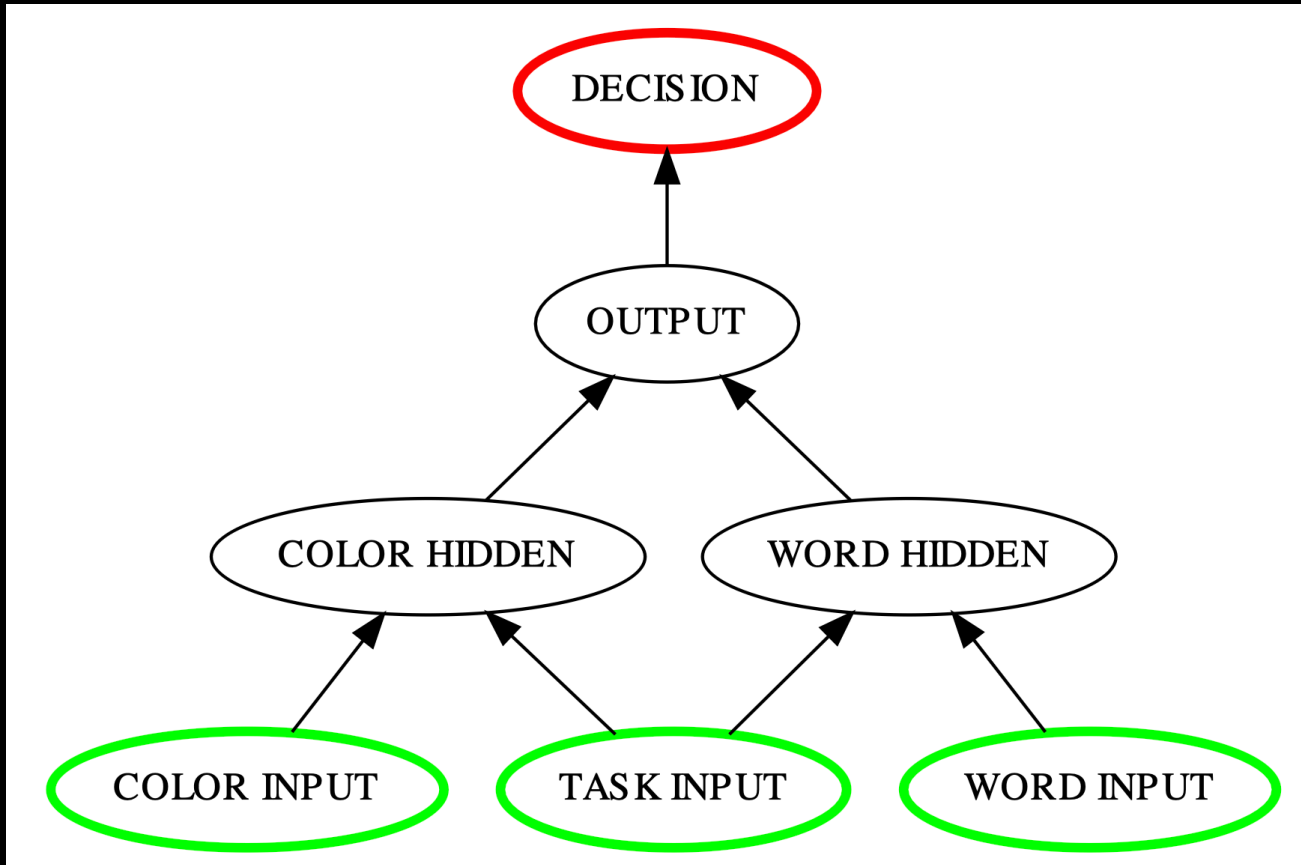 DECISION
OUTPUT
COLOR HIDDEN
WORD HIDDEN
COLOR INPUT
TASK INPUT
WORD INPUT